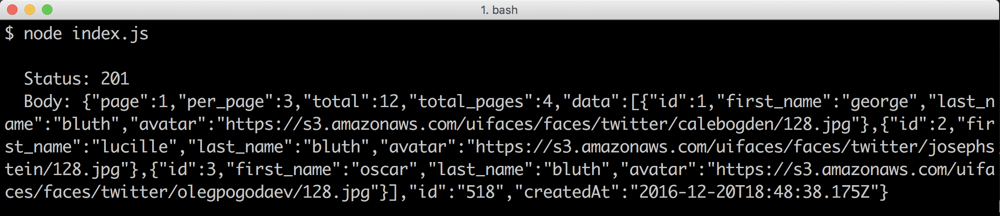 1. bash
$ node index.js
Status: 201
Body: {"page":1,"per_page":3,"total":12,"total_pages":4,"data":[{"id":1,"first_name":"george","last_n
ame":"bluth","avatar":"https://s3.amazonaws.com/uifaces/faces/twitter/calebogden/128.jpg"},{"id":2,"fir
st_name":"lucille","last_name":"bluth","avatar":"https://s3.amazonaws.com/uifaces/faces/twitter/josephs
tein/128.jpg"},{"id":3,"first_name":"oscar","last_name":"bluth","avatar":"https://s3.amazonaws.com/uifa
ces/faces/twitter/olegpogodaev/128.jpg"}],"id":"518","createdAt":"2016-12-20T18:48:38.175Z"}